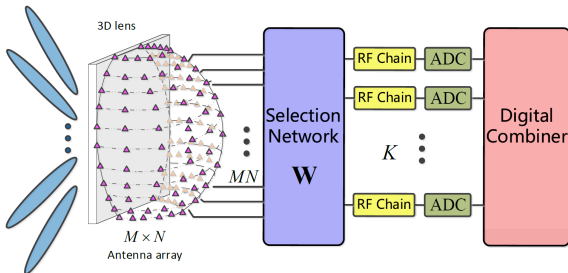 3D lens
M × N
Antenna array
MN
Selection
Network
W
RF Chain
ADC
RF Chain
ADC
K
RF Chain
ADC
Digital
Combiner